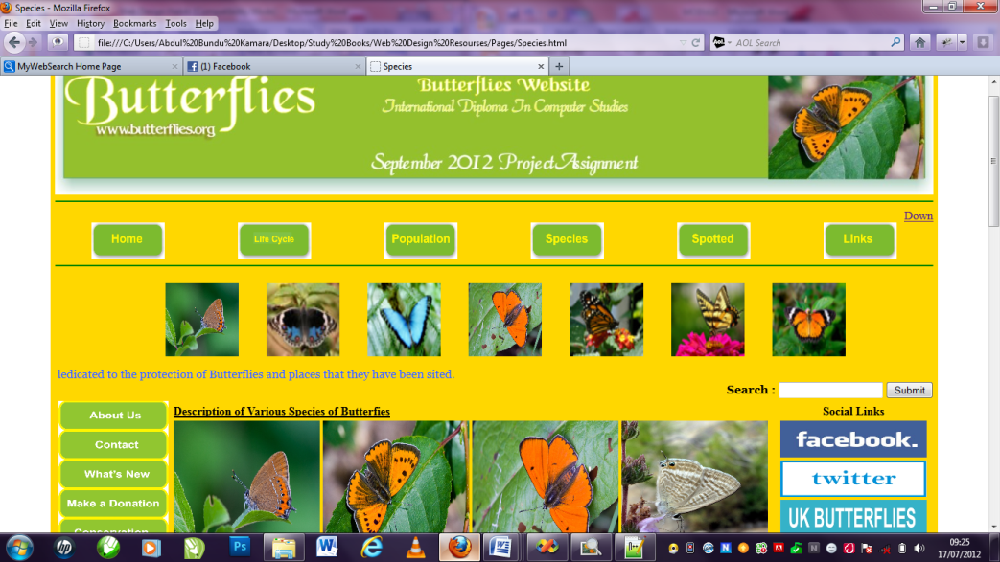 Species - Mozilla Firefox
File Edit View History Bookmarks Tools Help
file:///C:/Users/Abdul%20Bundu%20Kamara/Desktop/Study%20Books/Web%20Design%20Resourses/Pages/Species.html
AOL Search
MyWebSearch Home Page
(1) Facebook
Species
Butterflies
www.butterflies.org
Butterflies Website
International Diploma In Computer Studies
September 2012 Project Assignment
Down
Home
Life Cycle
Population
Species
Spotted
Links
ledicated to the protection of Butterflies and places that they have been sited.
Search :
Submit
About Us
Contact
What's New
Make a Donation
Conservation
Description of Various Species of Butterfies
Social Links
facebook.
twitter
UK BUTTERFLIES
09:25
17/07/2012